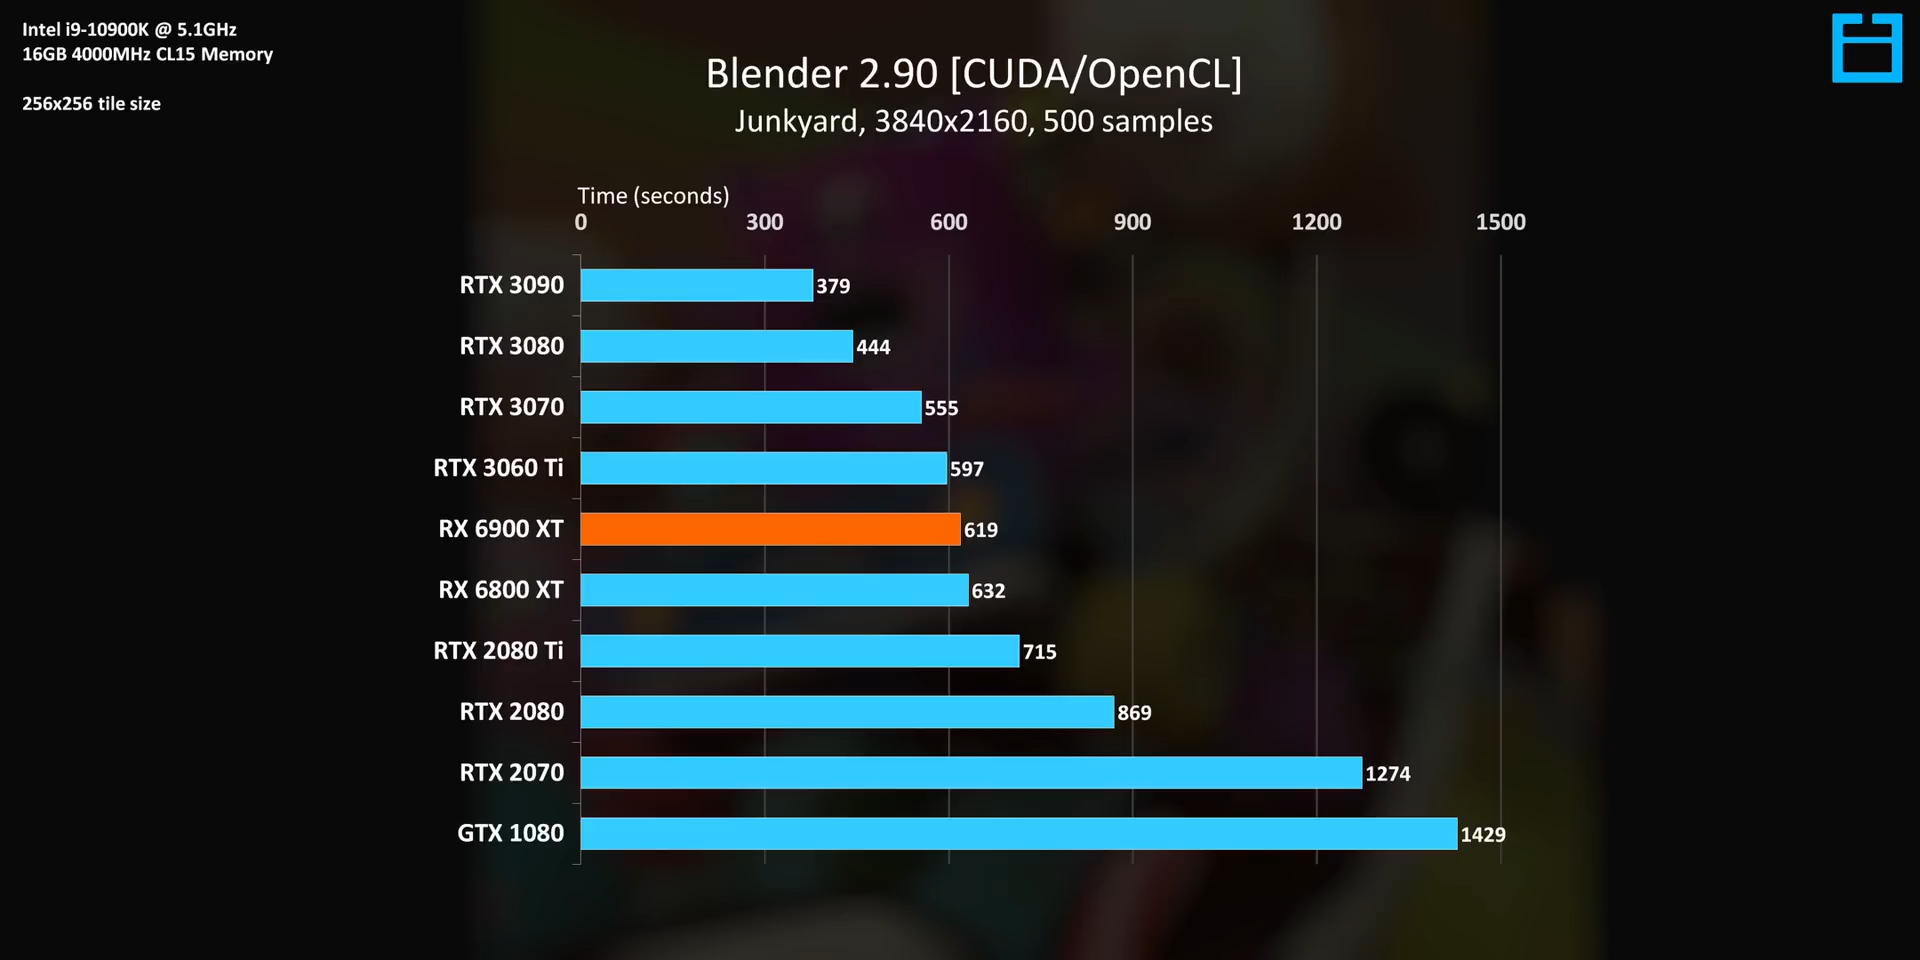 Intel i9-10900K @ 5.1GHz
16GB 4000MHz CL15 Memory
256x256 tile size
Blender 2.90 [CUDA/OpenCL]
Junkyard, 3840x2160, 500 samples
Time (seconds)
0 300 600 900 1200 1500
RTX 3090 379
RTX 3080 444
RTX 3070 555
RTX 3060 Ti 597
RX 6900 XT 619
RX 6800 XT 632
RTX 2080 Ti 715
RTX 2080 869
RTX 2070 1274
GTX 1080 1429